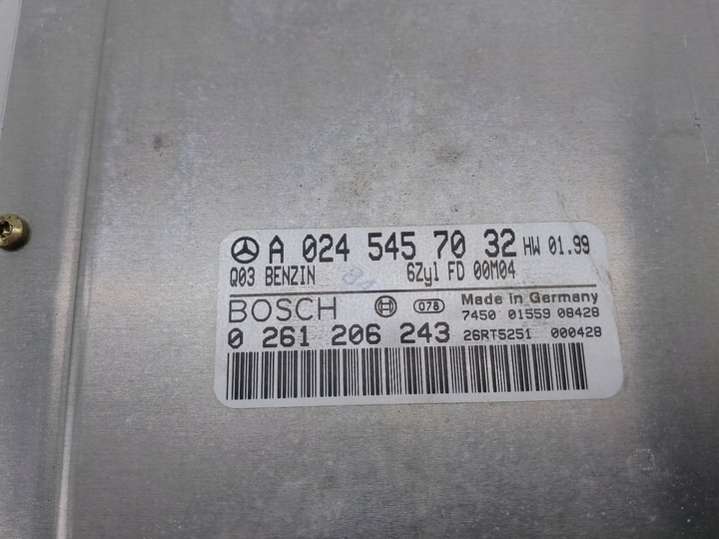 A 024 545 70 32 HW 01.99
Q03 BENZIN 6Zyl FD 00M04
BOSCH 078 Made in Germany
7450 01559 08428
0 261 206 243 26RT5251 000428